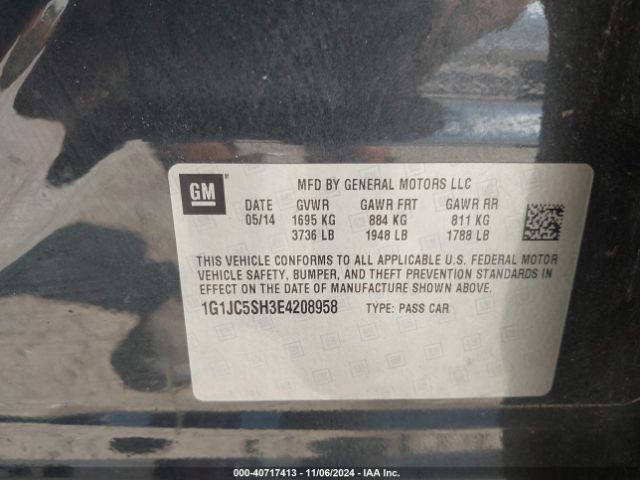 GM
MFD BY GENERAL MOTORS LLC
DATE GVWR GAWR FRT GAWR RR
05/14 1695 KG 884 KG 811 KG
3736 LB 1948 LB 1788 LB
THIS VEHICLE CONFORMS TO ALL APPLICABLE U.S. FEDERAL MOTOR
VEHICLE SAFETY, BUMPER, AND THEFT PREVENTION STANDARDS IN
EFFECT ON THE DATE OF MANUFACTURE SHOWN ABOVE.
1G1JC5SH3E4208958 TYPE: PASS CAR
000-40717413 - 11/06/2024 - IAA Inc.